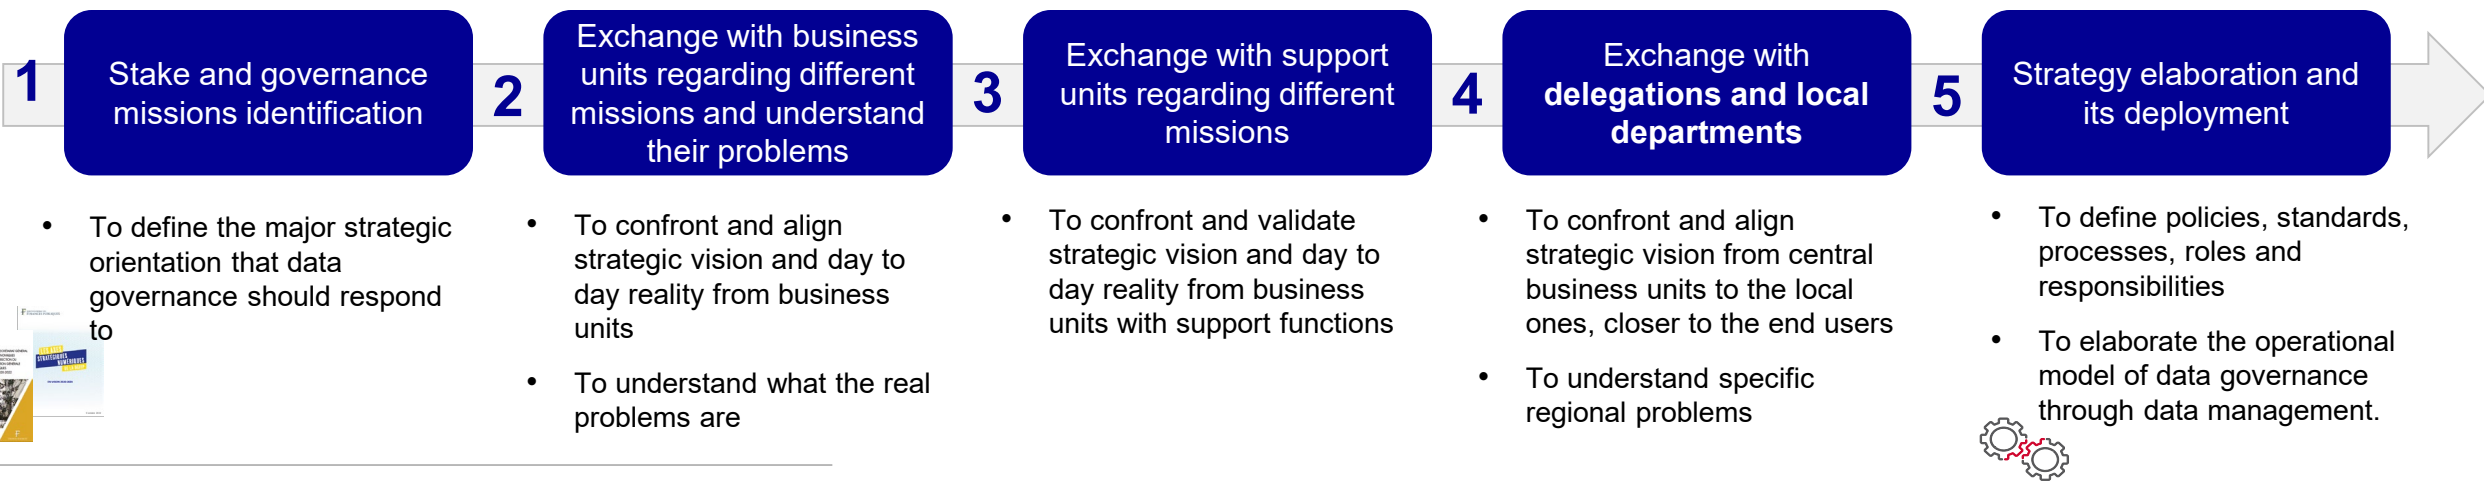 1
Stake and governance
missions identification
2
Exchange with business
units regarding different
missions and understand
their problems
3
Exchange with support
units regarding different
missions
4
Exchange with
delegations and local
departments
5
Strategy elaboration and
its deployment
• To define the major strategic
orientation that data
governance should respond
to
• To confront and align
strategic vision and day to
day reality from business
units
• To understand what the real
problems are
• To confront and validate
strategic vision and day to
day reality from business
units with support functions
• To confront and align
strategic vision from central
business units to the local
ones, closer to the end users
• To understand specific
regional problems
• To define policies, standards,
processes, roles and
responsibilities
• To elaborate the operational
model of data governance
through data management.
STRATÉGIQUES
NUMÉRIQUES